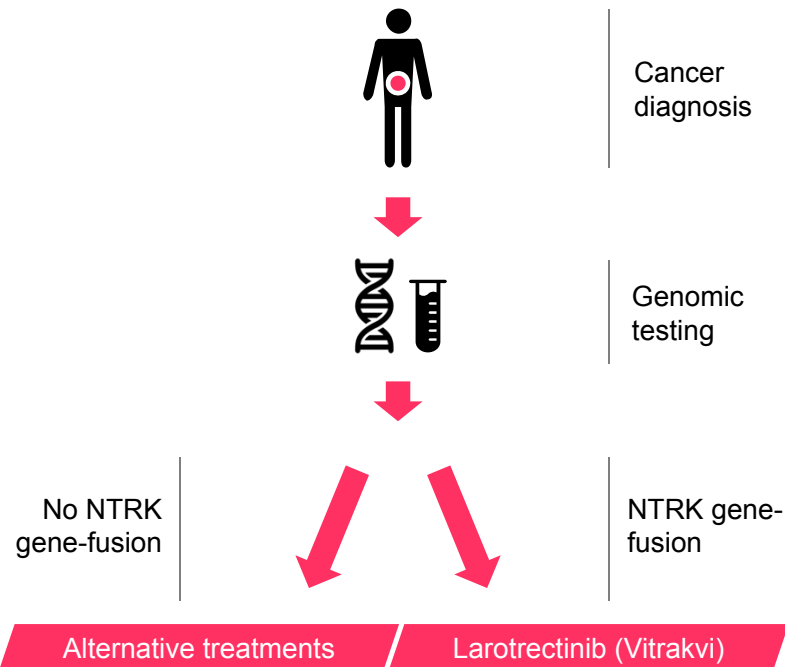 Cancer
diagnosis
Genomic
testing
No NTRK
gene-fusion
NTRK gene-
fusion
Alternative treatments
Larotrectinib (Vitrakvi)